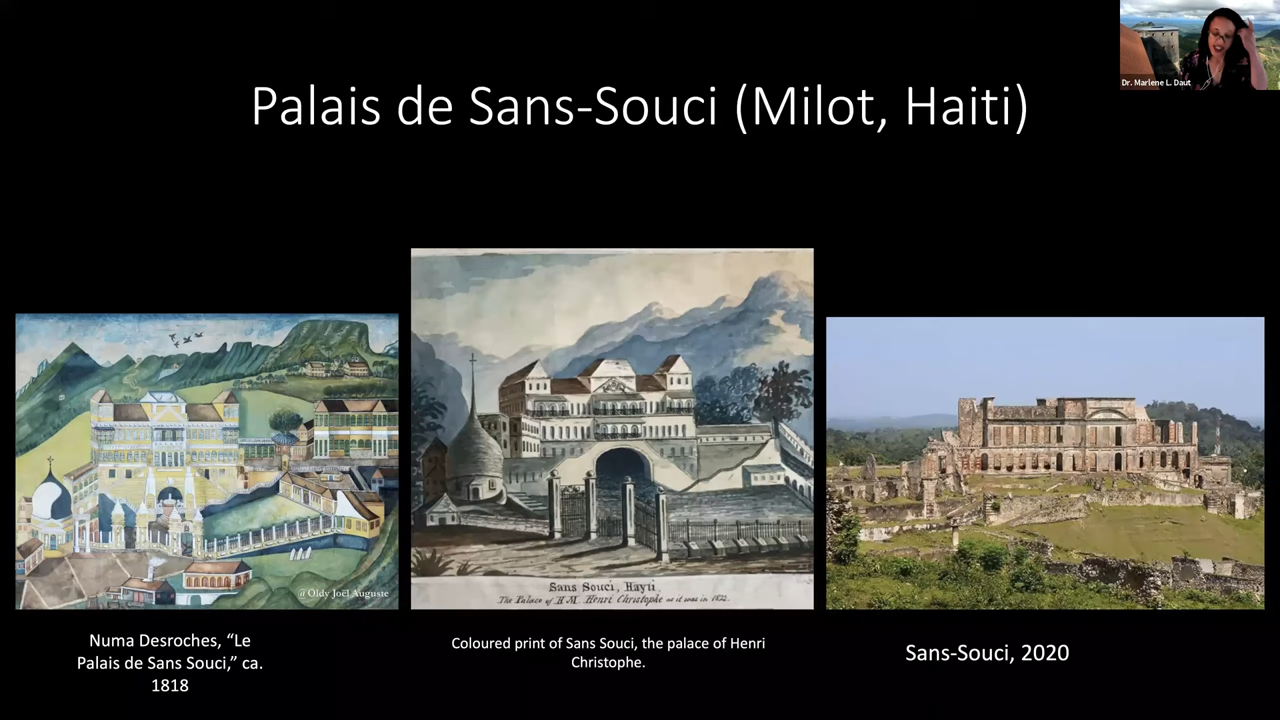 Dr. Marlene L. Daut
Palais de Sans-Souci (Milot, Haiti)
@ Oldy Joël Auguste
Sans Souci, Hayti,
The Palace of H.M. Henri Christophe as it was in 1822.
Numa Desroches, “Le
Palais de Sans Souci,” ca.
1818
Coloured print of Sans Souci, the palace of Henri
Christophe.
Sans-Souci, 2020